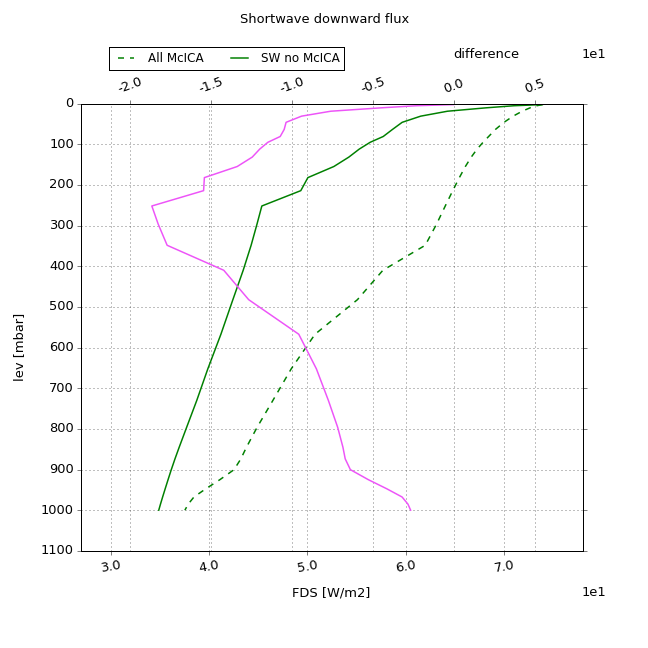 Shortwave downward flux
All McICA
SW no McICA
difference
1e1
-2.0
-1.5
-1.0
-0.5
0.0
0.5
0
100
200
300
400
500
600
700
800
900
1000
1100
lev [mbar]
3.0
4.0
5.0
6.0
7.0
FDS [W/m2]
1e1